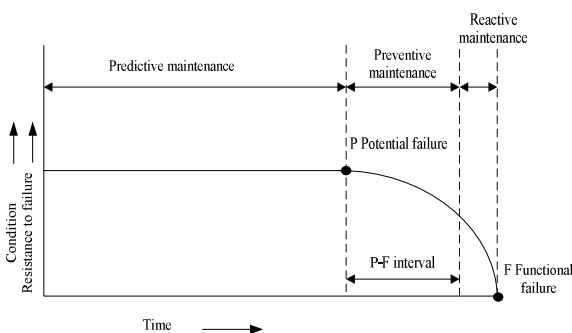 Reactive
maintenance
Predictive maintenance
Preventive
maintenance
P Potential failure
Condition
Resistance to failure
P-F interval
F Functional
failure
Time